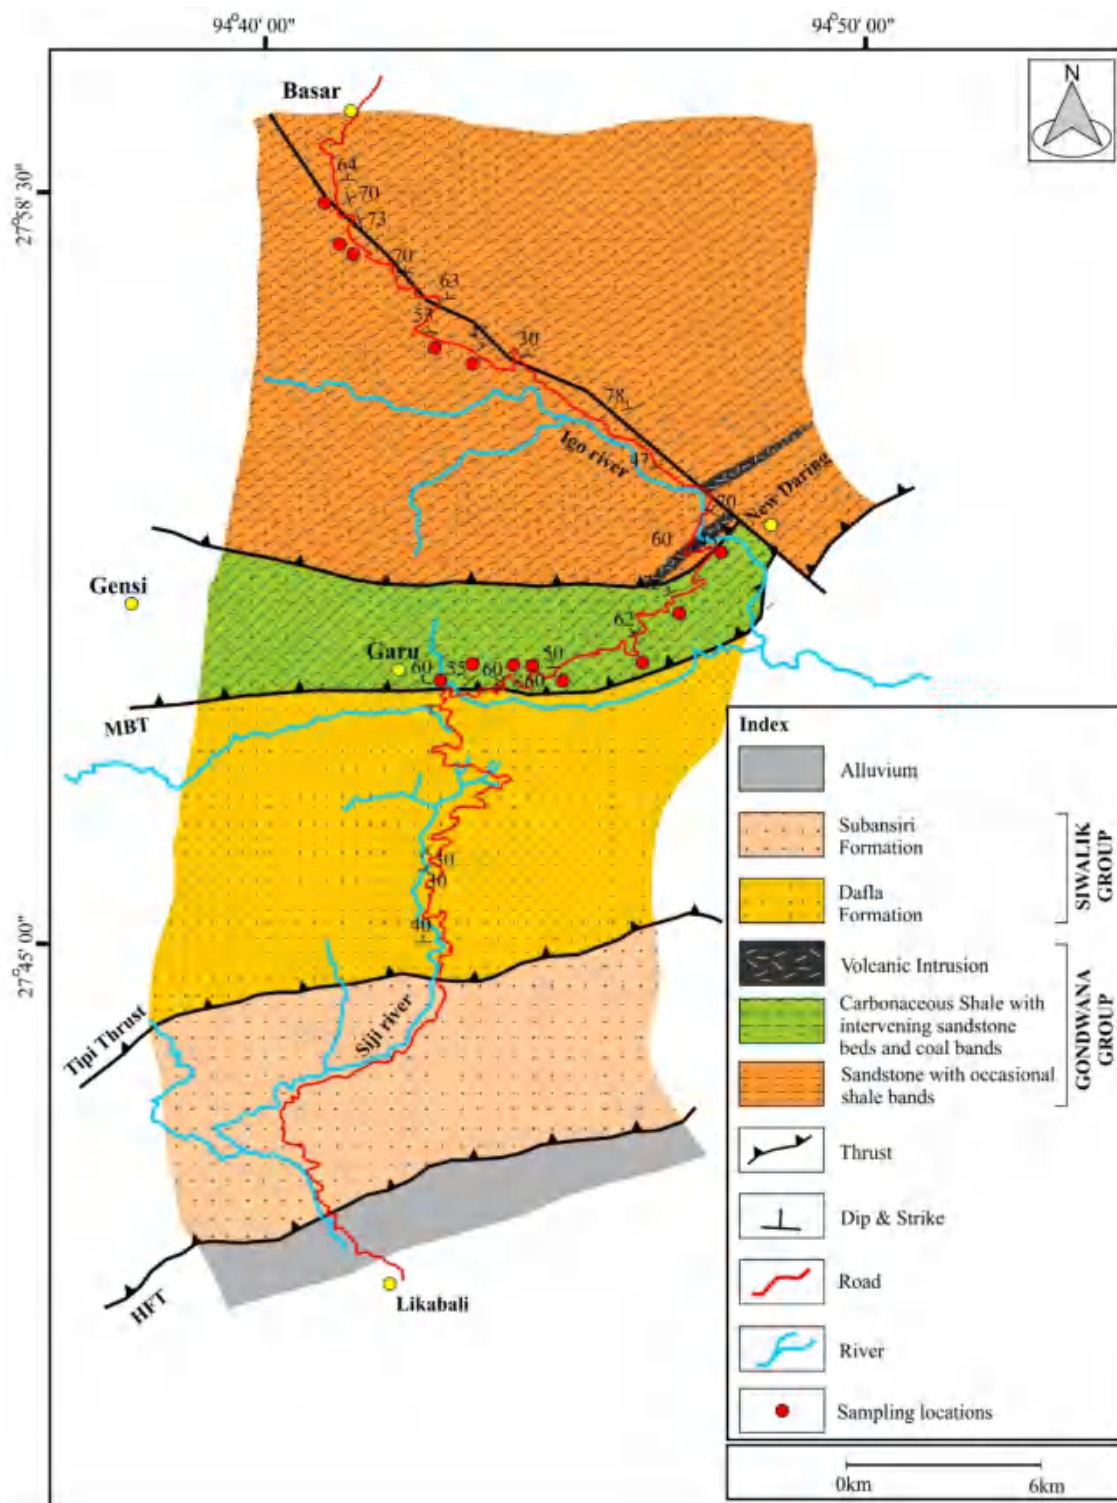 94°40' 00"
94°50' 00"
N
Basar
27°58' 30"
64
70
73
70
63
53
30
78
Igo river
47
New Daring
70
60
Gensi
62
Garu
60
55
60
50
60
MBT
40
40
27°45' 00"
Tipi Thrust
Siji river
HFT
Likabali
Index
Alluvium
Subansiri
Formation
Dafla
Formation
SIWALIK
GROUP
Volcanic Intrusion
Carbonaceous Shale with
intervening sandstone
beds and coal bands
Sandstone with occasional
shale bands
GONDWANA
GROUP
Thrust
Dip & Strike
Road
River
Sampling locations
0km
6km